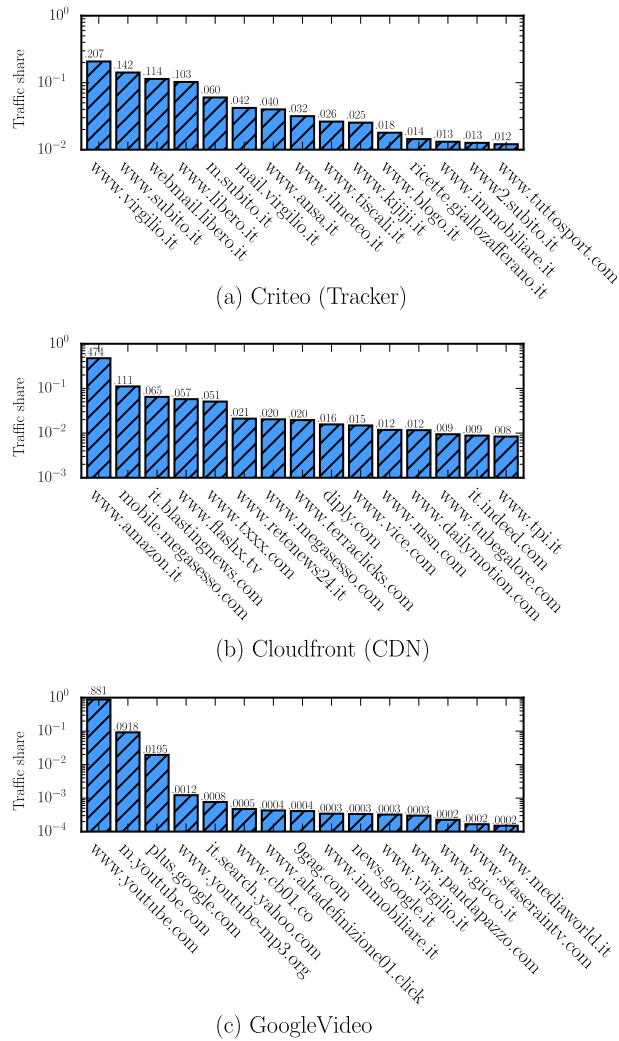 10^0
10^-1
10^-2
Traffic share
.207
.142
.114
.103
.060
.042
.040
.032
.026
.025
.018
.014
.013
.013
.012
www.virgilio.it
www.subito.it
webmail.libero.it
www.libero.it
m.subito.it
mail.virgilio.it
www.ansa.it
www.ilmeteo.it
www.tiscali.it
www.kijiji.it
www.blogo.it
ricette.giallozafferano.it
www.immobiliare.it
www2.subito.it
www.tuttosport.com
(a) Criteo (Tracker)
10^0
10^-1
10^-2
10^-3
Traffic share
.474
.111
.065
.057
.051
.021
.020
.020
.016
.015
.012
.012
.009
.009
.008
www.amazon.it
mobile.megasesso.com
it.blastingnews.com
www.flashx.tv
www.txxx.com
www.retenews24.it
www.megasesso.com
www.terraclicks.com
diply.com
www.vice.com
www.msn.com
www.dailymotion.com
www.tubegalore.com
it.indeed.com
www.tpi.it
(b) Cloudfront (CDN)
10^0
10^-1
10^-2
10^-3
10^-4
Traffic share
.881
.0918
.0195
.0012
.0008
.0005
.0004
.0004
.0003
.0003
.0003
.0003
.0002
.0002
.0002
www.youtube.com
m.youtube.com
plus.google.com
www.youtube-mp3.org
it.search.yahoo.com
www.cb01.co
www.altadefinizione01.click
9gag.com
www.immobiliare.it
news.google.it
www.virgilio.it
www.pandapazzo.com
www.gioco.it
www.staseraintv.com
www.mediaworld.it
(c) GoogleVideo